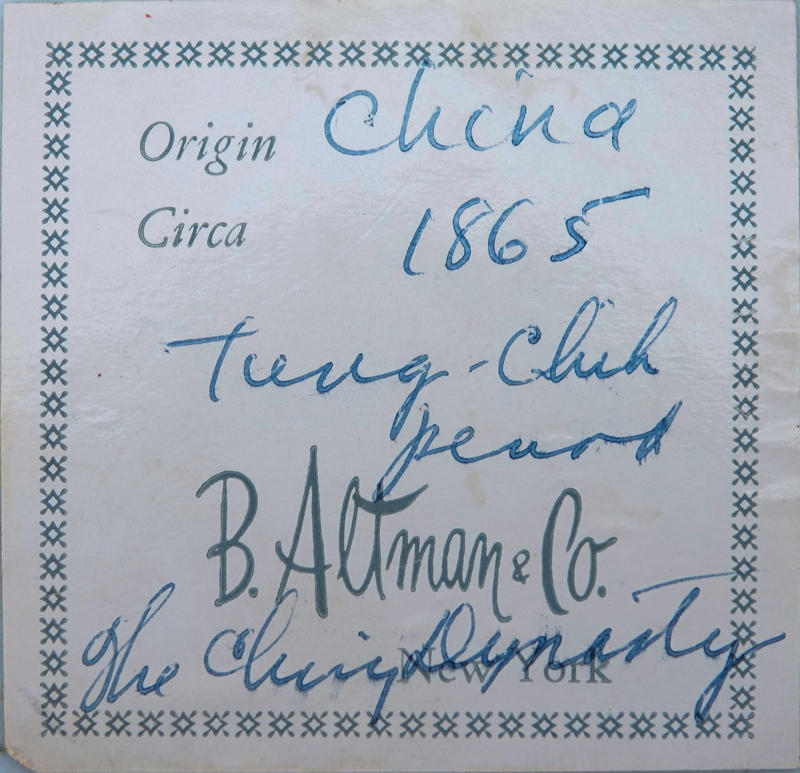 Origin China
Circa 1865
Tung-Chih
period
B. Altman & Co.
New York
The Ching Dynasty